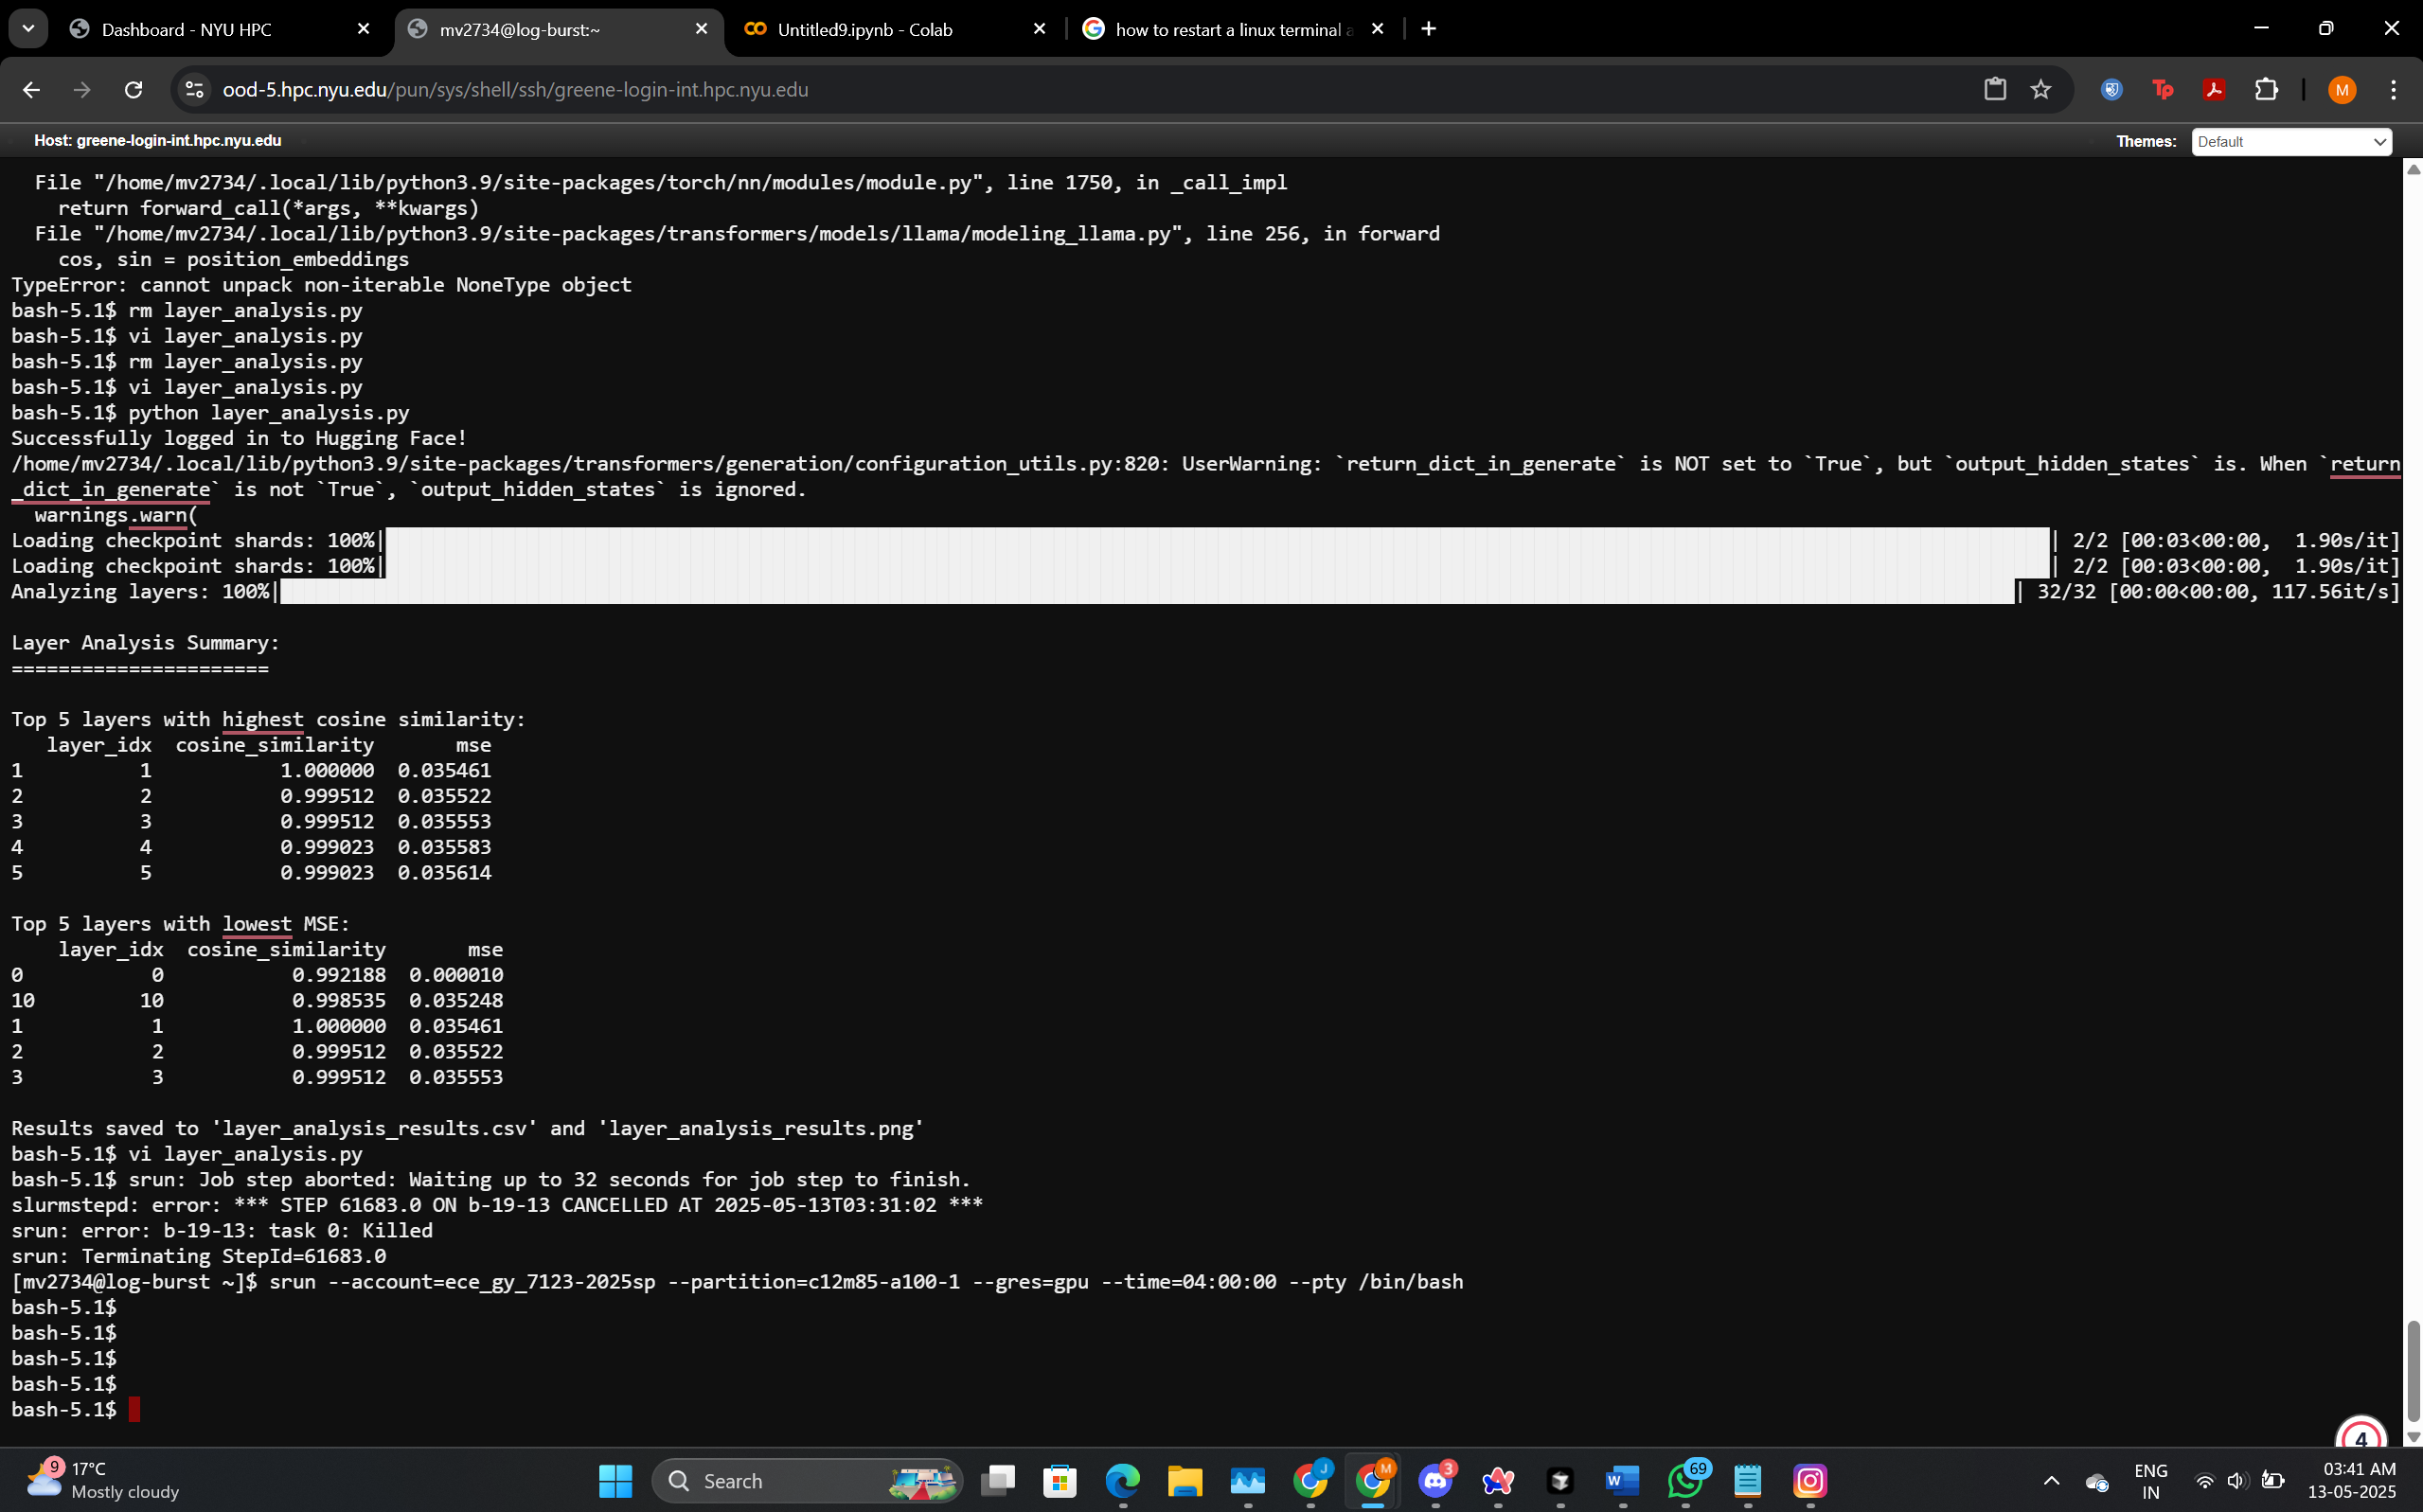 Dashboard - NYU HPC
mv2734@log-burst:~
Untitled9.ipynb - Colab
how to restart a linux terminal
ood-5.hpc.nyu.edu/pun/sys/shell/ssh/greene-login-int.hpc.nyu.edu
Tp
M
Host: greene-login-int.hpc.nyu.edu
Themes:
Default
File "/home/mv2734/.local/lib/python3.9/site-packages/torch/nn/modules/module.py", line 1750, in _call_impl
return forward_call(*args, **kwargs)
File "/home/mv2734/.local/lib/python3.9/site-packages/transformers/models/llama/modeling_llama.py", line 256, in forward
cos, sin = position_embeddings
TypeError: cannot unpack non-iterable NoneType object
bash-5.1$ rm layer_analysis.py
bash-5.1$ vi layer_analysis.py
bash-5.1$ rm layer_analysis.py
bash-5.1$ vi layer_analysis.py
bash-5.1$ python layer_analysis.py
Successfully logged in to Hugging Face!
/home/mv2734/.local/lib/python3.9/site-packages/transformers/generation/configuration_utils.py:820: UserWarning: `return_dict_in_generate` is NOT set to `True`, but `output_hidden_states` is. When `return
_dict_in_generate` is not `True`, `output_hidden_states` is ignored.
warnings.warn(
Loading checkpoint shards: 100%| | 2/2 [00:03<00:00, 1.90s/it]
Loading checkpoint shards: 100%| | 2/2 [00:03<00:00, 1.90s/it]
Analyzing layers: 100%| | 32/32 [00:00<00:00, 117.56it/s]
Layer Analysis Summary:
======================
Top 5 layers with highest cosine similarity:
layer_idx cosine_similarity mse
1 1 1.000000 0.035461
2 2 0.999512 0.035522
3 3 0.999512 0.035553
4 4 0.999023 0.035583
5 5 0.999023 0.035614
Top 5 layers with lowest MSE:
layer_idx cosine_similarity mse
0 0 0.992188 0.000010
10 10 0.998535 0.035248
1 1 1.000000 0.035461
2 2 0.999512 0.035522
3 3 0.999512 0.035553
Results saved to 'layer_analysis_results.csv' and 'layer_analysis_results.png'
bash-5.1$ vi layer_analysis.py
bash-5.1$ srun: Job step aborted: Waiting up to 32 seconds for job step to finish.
slurmstepd: error: *** STEP 61683.0 ON b-19-13 CANCELLED AT 2025-05-13T03:31:02 ***
srun: error: b-19-13: task 0: Killed
srun: Terminating StepId=61683.0
[mv2734@log-burst ~]$ srun --account=ece_gy_7123-2025sp --partition=c12m85-a100-1 --gres=gpu --time=04:00:00 --pty /bin/bash
bash-5.1$
bash-5.1$
bash-5.1$
bash-5.1$
bash-5.1$
4
9
17°C
Mostly cloudy
Search
J
M
3
W
69
ENG
IN
03:41 AM
13-05-2025